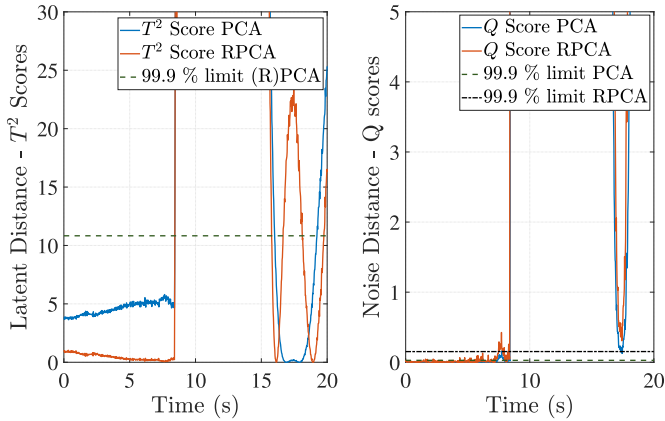 30
25
20
15
10
5
0
0
5
10
15
20
Latent Distance - T² Scores
Time (s)
T² Score PCA
T² Score RPCA
99.9 % limit (R)PCA
5
4
3
2
1
0
0
10
20
Noise Distance - Q scores
Time (s)
Q Score PCA
Q Score RPCA
99.9 % limit PCA
99.9 % limit RPCA